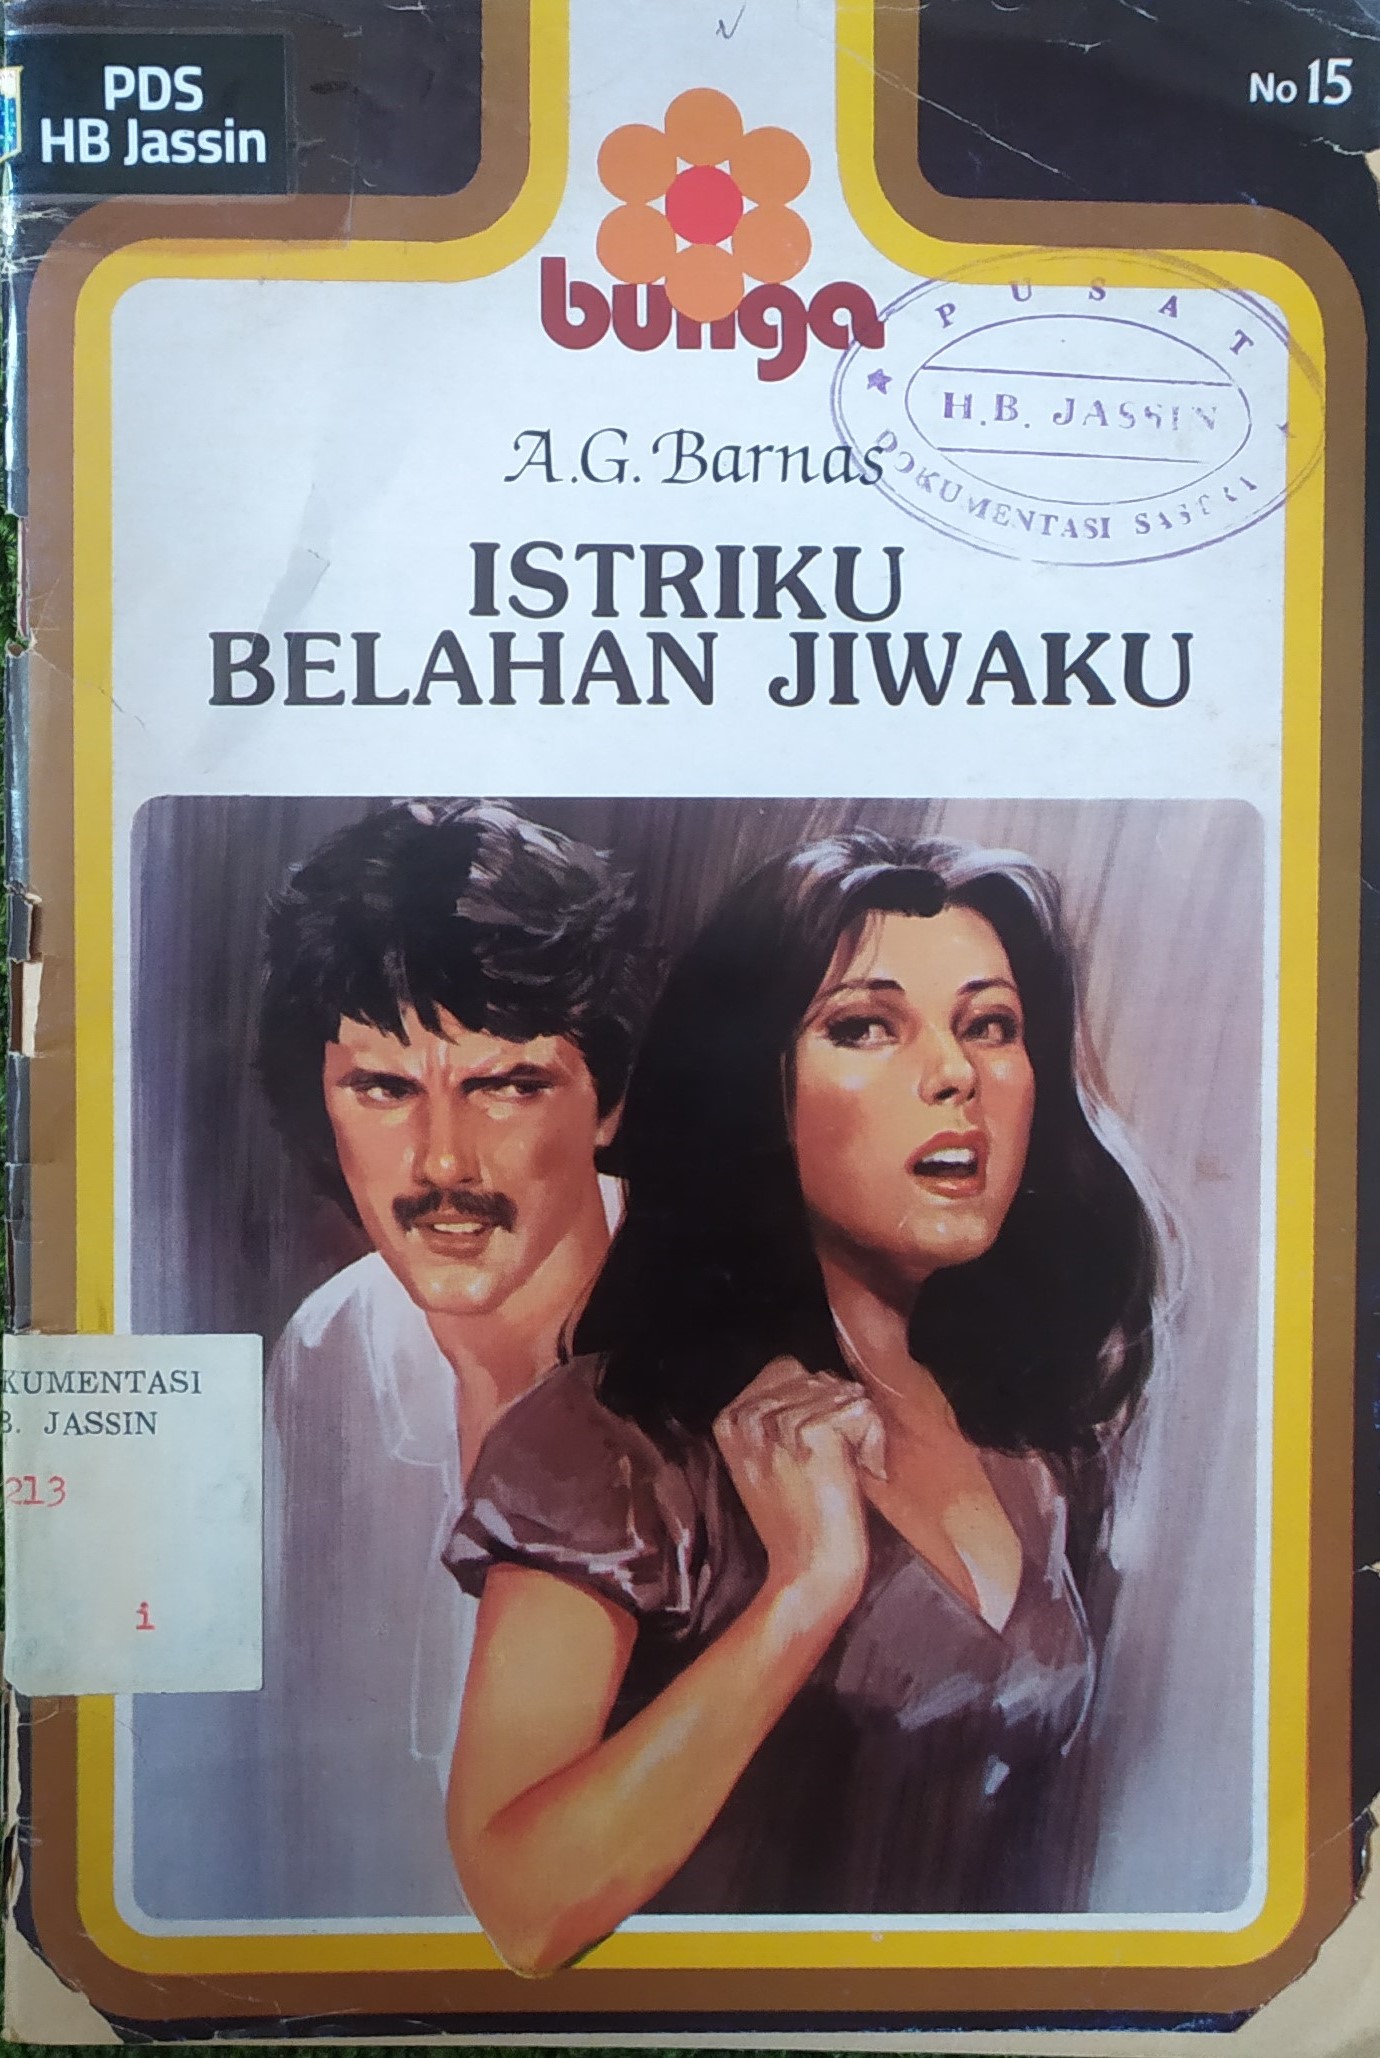 PDS
HB Jassin
No 15
bunga
PUSAT
H.B. JASSIN
DOKUMENTASI SASTRA
A.G. Barnas
ISTRIKU
BELAHAN JIWAKU
KUMENTASI
B. JASSIN
213
i